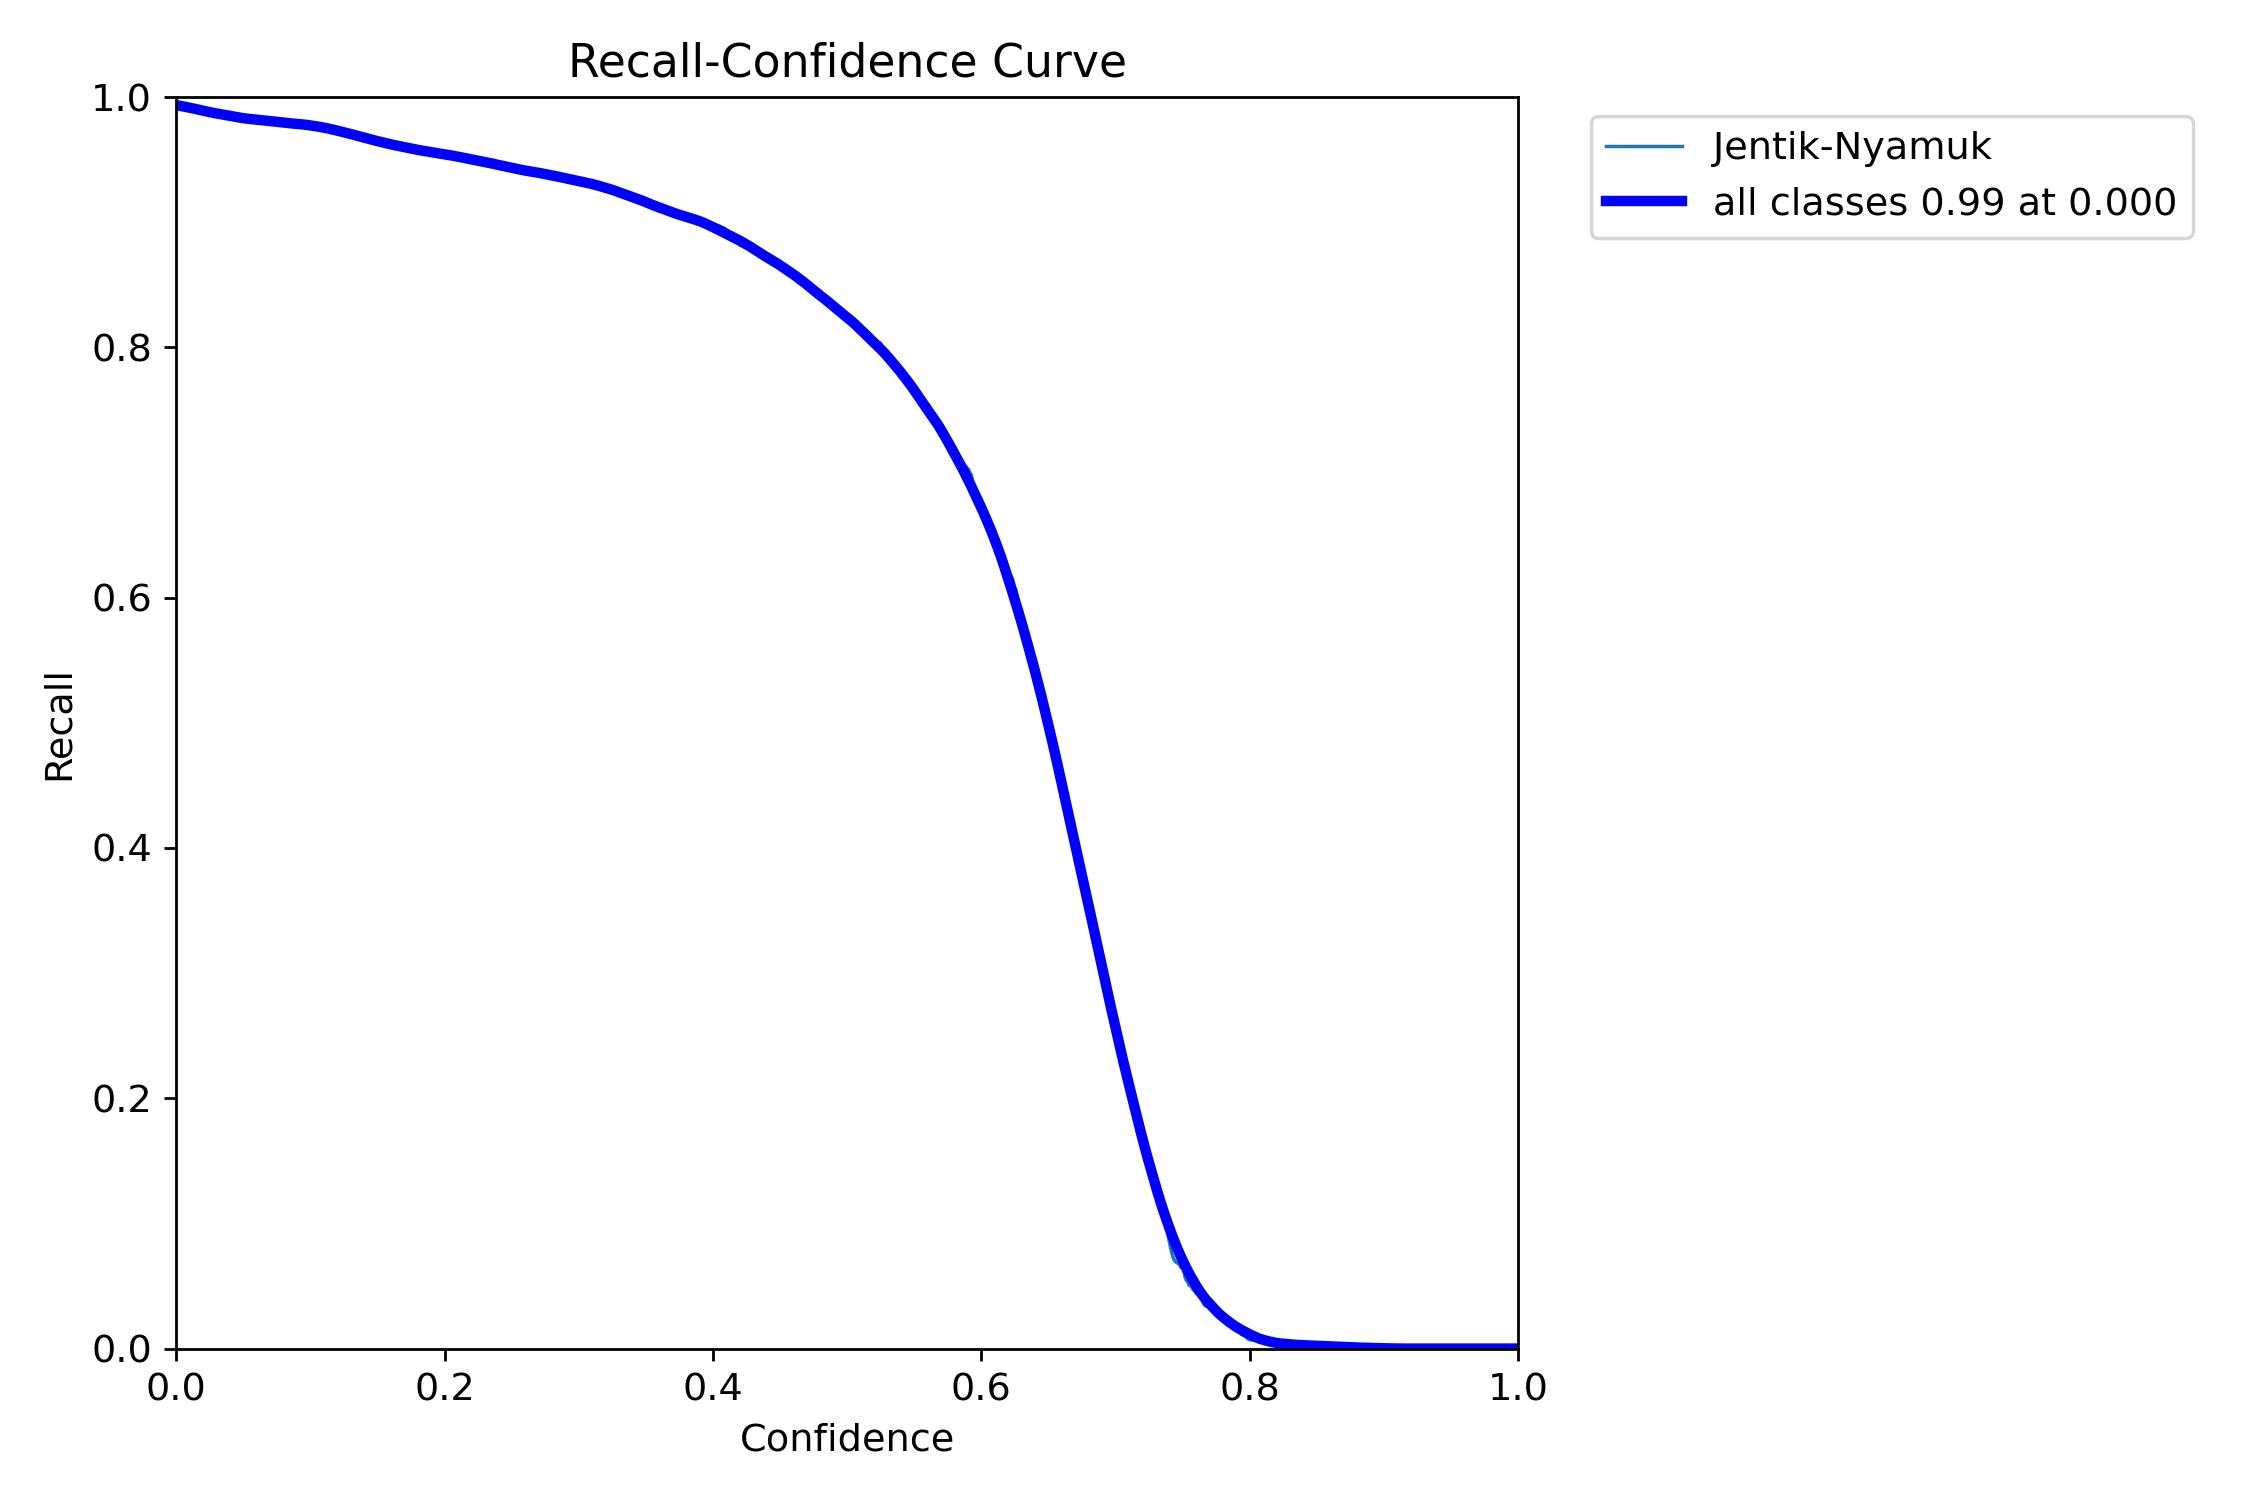 Recall-Confidence Curve
1.0
0.8
0.6
0.4
0.2
0.0
Recall
0.0 0.2 0.4 0.6 0.8 1.0
Confidence
Jentik-Nyamuk
all classes 0.99 at 0.000